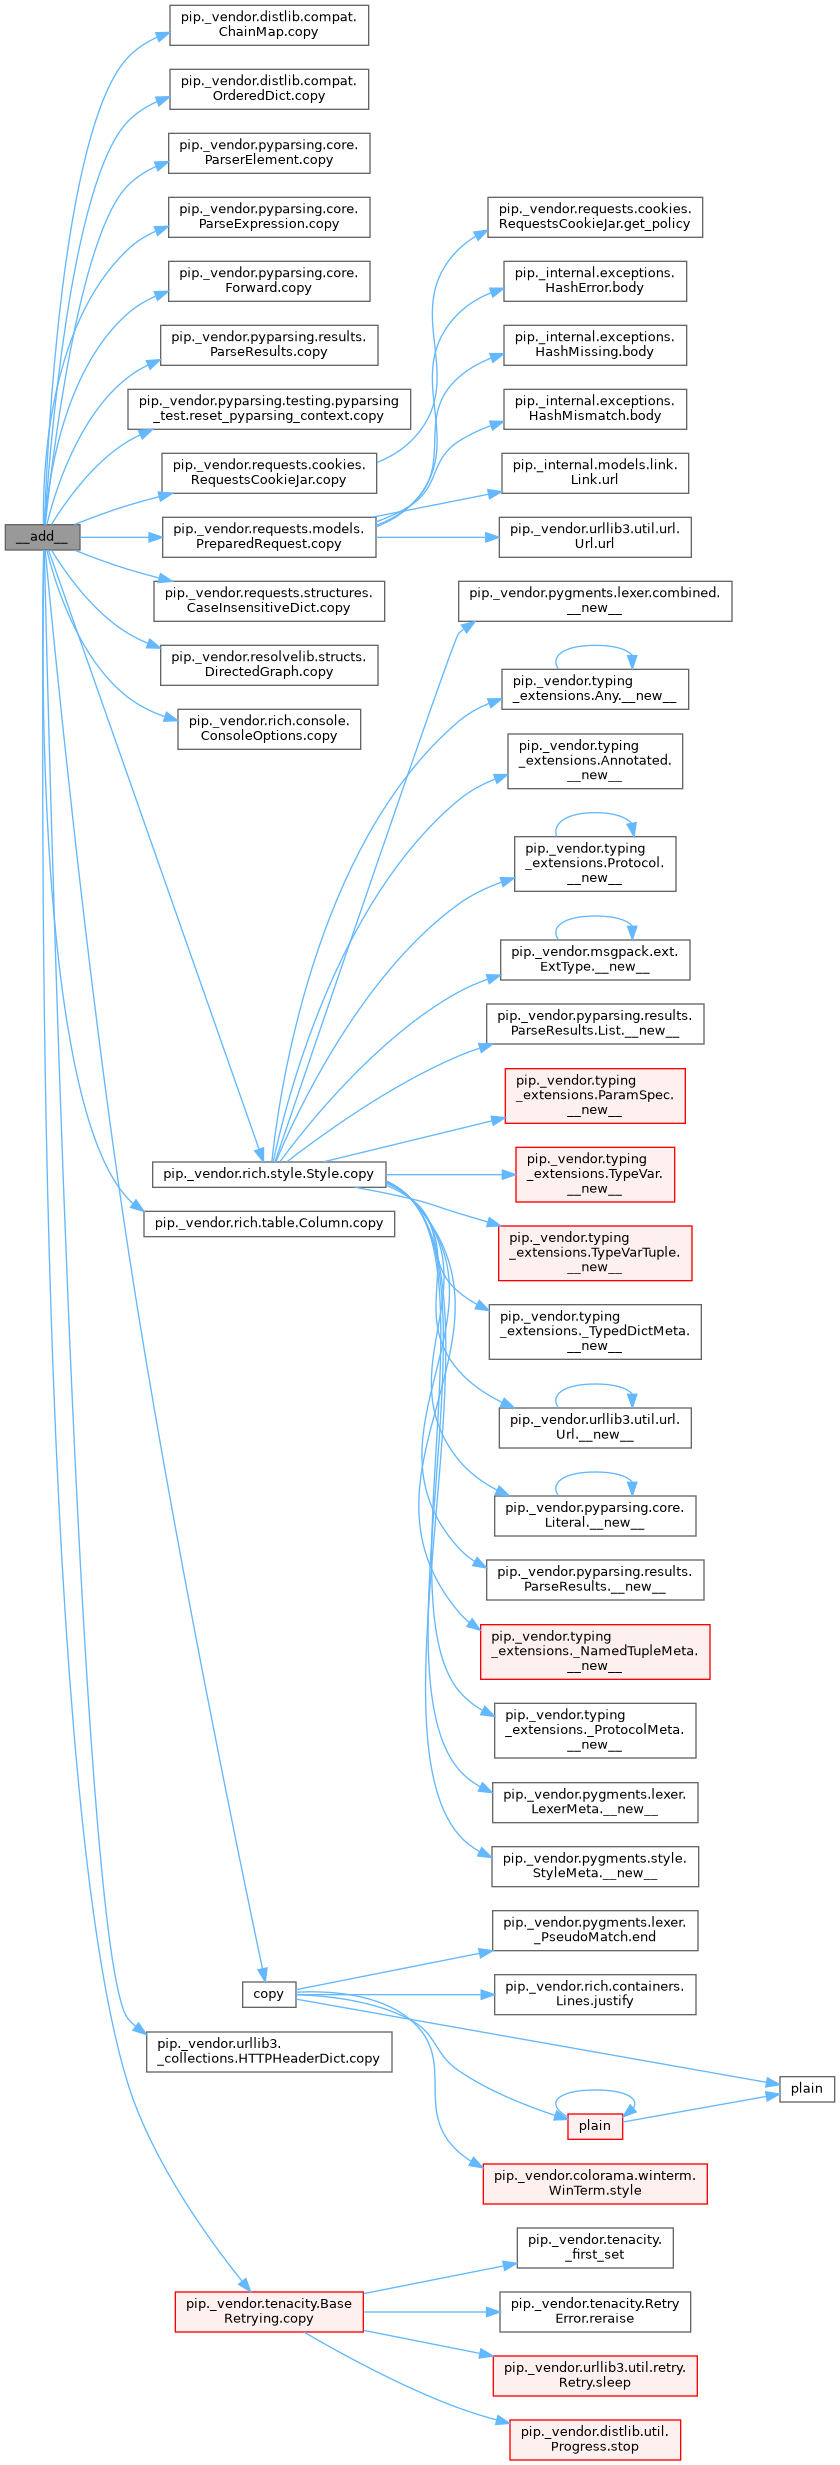 pip._vendor.distlib.compat.
ChainMap.copy
pip._vendor.distlib.compat.
OrderedDict.copy
pip._vendor.pyparsing.core.
ParserElement.copy
pip._vendor.pyparsing.core.
ParseExpression.copy
pip._vendor.pyparsing.core.
Forward.copy
pip._vendor.pyparsing.results.
ParseResults.copy
pip._vendor.pyparsing.testing.pyparsing
_test.reset_pyparsing_context.copy
pip._vendor.requests.cookies.
RequestsCookieJar.copy
__add__
pip._vendor.requests.models.
PreparedRequest.copy
pip._vendor.requests.structures.
CaseInsensitiveDict.copy
pip._vendor.resolvelib.structs.
DirectedGraph.copy
pip._vendor.rich.console.
ConsoleOptions.copy
pip._vendor.rich.style.Style.copy
pip._vendor.rich.table.Column.copy
copy
pip._vendor.urllib3.
_collections.HTTPHeaderDict.copy
pip._vendor.tenacity.Base
Retrying.copy
pip._vendor.requests.cookies.
RequestsCookieJar.get_policy
pip._internal.exceptions.
HashError.body
pip._internal.exceptions.
HashMissing.body
pip._internal.exceptions.
HashMismatch.body
pip._internal.models.link.
Link.url
pip._vendor.urllib3.util.url.
Url.url
pip._vendor.pygments.lexer.combined.
__new__
pip._vendor.typing
_extensions.Any.__new__
pip._vendor.typing
_extensions.Annotated.
__new__
pip._vendor.typing
_extensions.Protocol.
__new__
pip._vendor.msgpack.ext.
ExtType.__new__
pip._vendor.pyparsing.results.
ParseResults.List.__new__
pip._vendor.typing
_extensions.ParamSpec.
__new__
pip._vendor.typing
_extensions.TypeVar.
__new__
pip._vendor.typing
_extensions.TypeVarTuple.
__new__
pip._vendor.typing
_extensions._TypedDictMeta.
__new__
pip._vendor.urllib3.util.url.
Url.__new__
pip._vendor.pyparsing.core.
Literal.__new__
pip._vendor.pyparsing.results.
ParseResults.__new__
pip._vendor.typing
_extensions._NamedTupleMeta.
__new__
pip._vendor.typing
_extensions._ProtocolMeta.
__new__
pip._vendor.pygments.lexer.
LexerMeta.__new__
pip._vendor.pygments.style.
StyleMeta.__new__
pip._vendor.pygments.lexer.
_PseudoMatch.end
pip._vendor.rich.containers.
Lines.justify
plain
plain
pip._vendor.colorama.winterm.
WinTerm.style
pip._vendor.tenacity.
_first_set
pip._vendor.tenacity.Retry
Error.reraise
pip._vendor.urllib3.util.retry.
Retry.sleep
pip._vendor.distlib.util.
Progress.stop